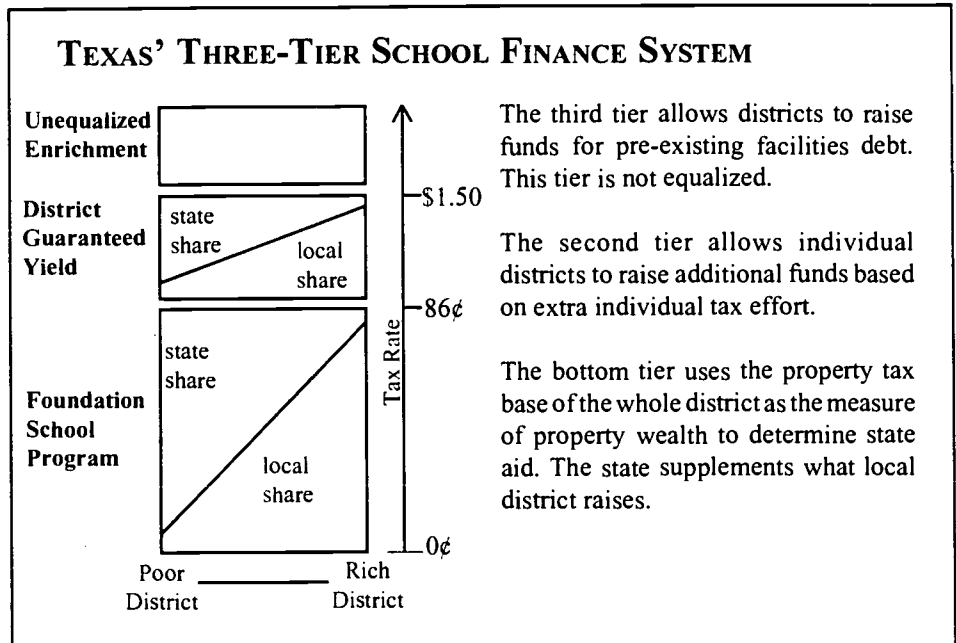 TEXAS' THREE-TIER SCHOOL FINANCE SYSTEM
Unequalized
Enrichment
District
Guaranteed
Yield
state
share
local
share
Foundation
School
Program
state
share
local
share
Tax Rate
$1.50
86¢
0¢
Poor
District
Rich
District
The third tier allows districts to raise
funds for pre-existing facilities debt.
This tier is not equalized.
The second tier allows individual
districts to raise additional funds based
on extra individual tax effort.
The bottom tier uses the property tax
base of the whole district as the measure
of property wealth to determine state
aid. The state supplements what local
district raises.